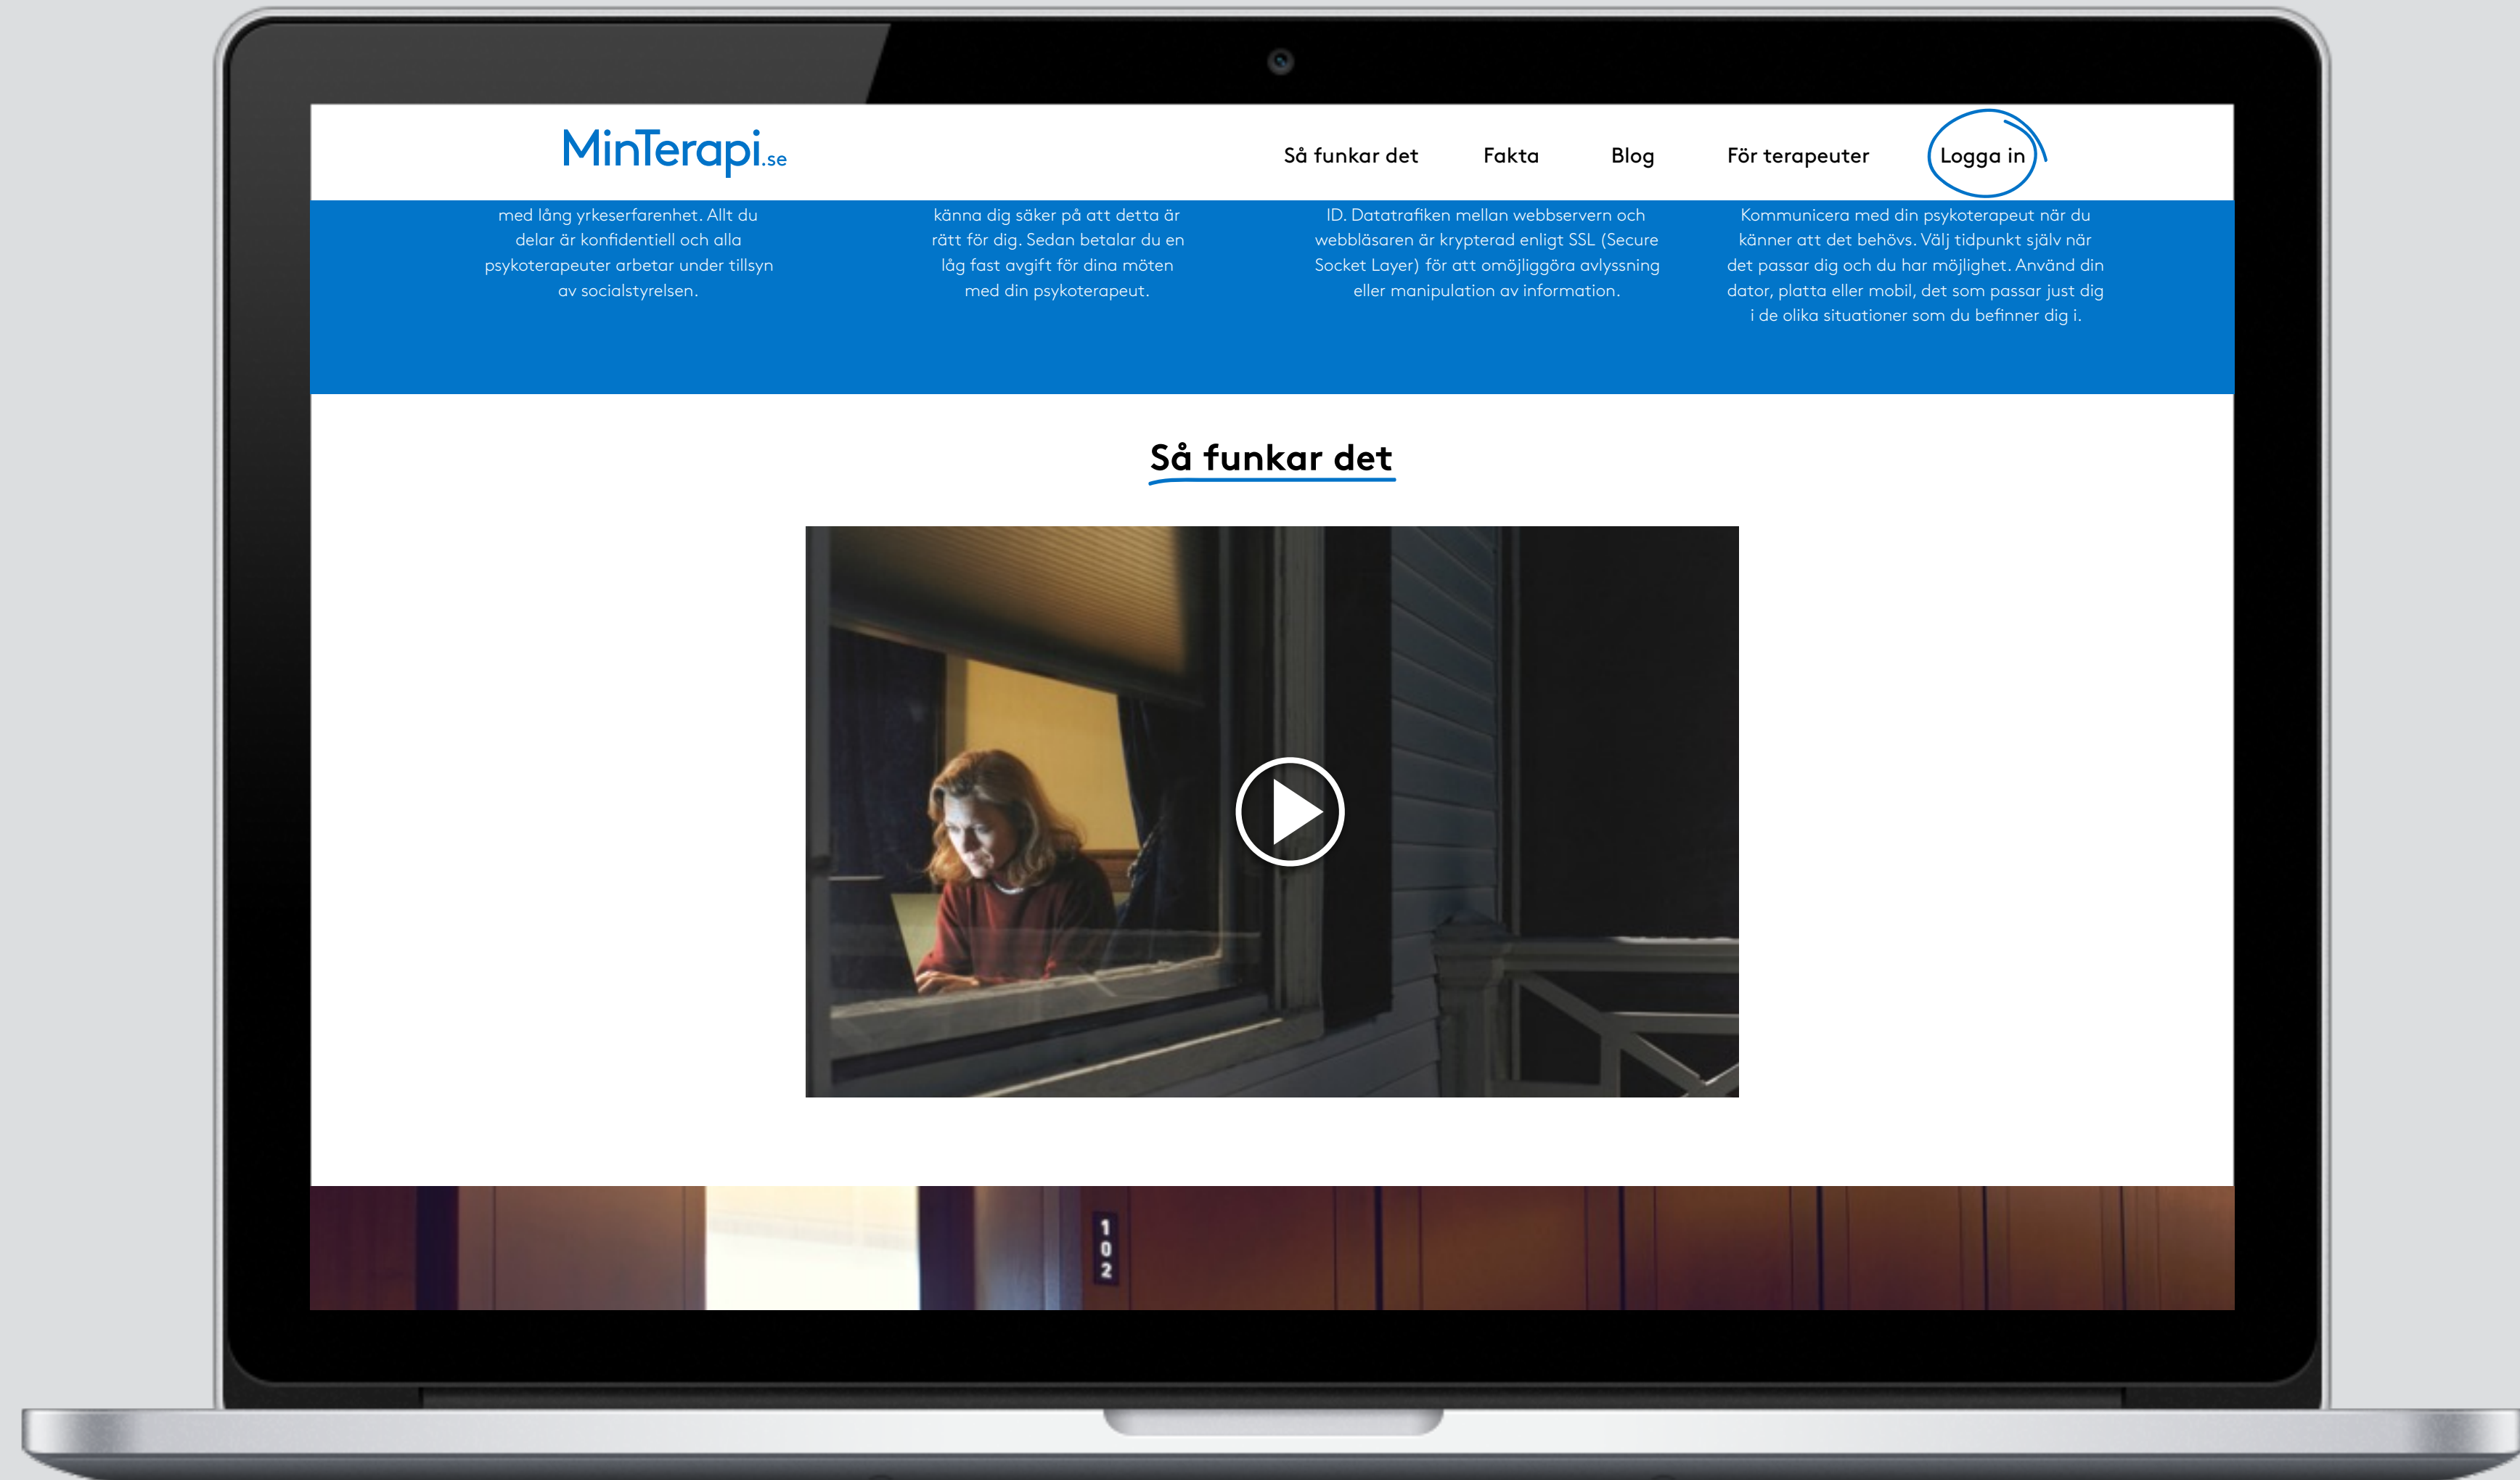 MinTerapi.se
Så funkar det
Fakta
Blog
För terapeuter
Logga in
med lång yrkeserfarenhet. Allt du
delar är konfidentiell och alla
psykoterapeuter arbetar under tillsyn
av socialstyrelsen.
känna dig säker på att detta är
rätt för dig. Sedan betalar du en
låg fast avgift för dina möten
med din psykoterapeut.
ID. Datatrafiken mellan webbservern och
webbläsaren är krypterad enligt SSL (Secure
Socket Layer) för att omöjliggöra avlyssning
eller manipulation av information.
Kommunicera med din psykoterapeut när du
känner att det behövs. Välj tidpunkt själv när
det passar dig och du har möjlighet. Använd din
dator, platta eller mobil, det som passar just dig
i de olika situationer som du befinner dig i.
Så funkar det
102